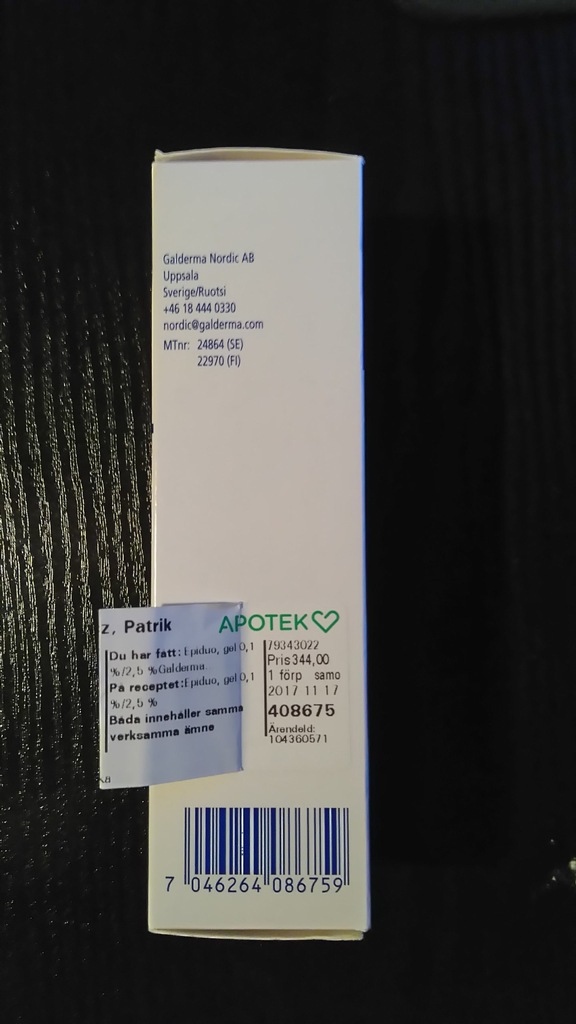 Galderma Nordic AB
Uppsala
Sverige/Ruotsi
+46 18 444 0330
nordic@galderma.com
MTnr: 24864 (SE)
22970 (FI)
z, Patrik
Du har fått: Epiduo, gel 0,1
%/2,5 % Galderma
På receptet: Epiduo, gel 0,1
%/2,5 %
Båda innehåller samma
verksamma ämne
APOTEK
79343022
Pris 344,00
1 förp samo
2017 11 17
408675
ÄrendeId:
104360571
7 046264 086759